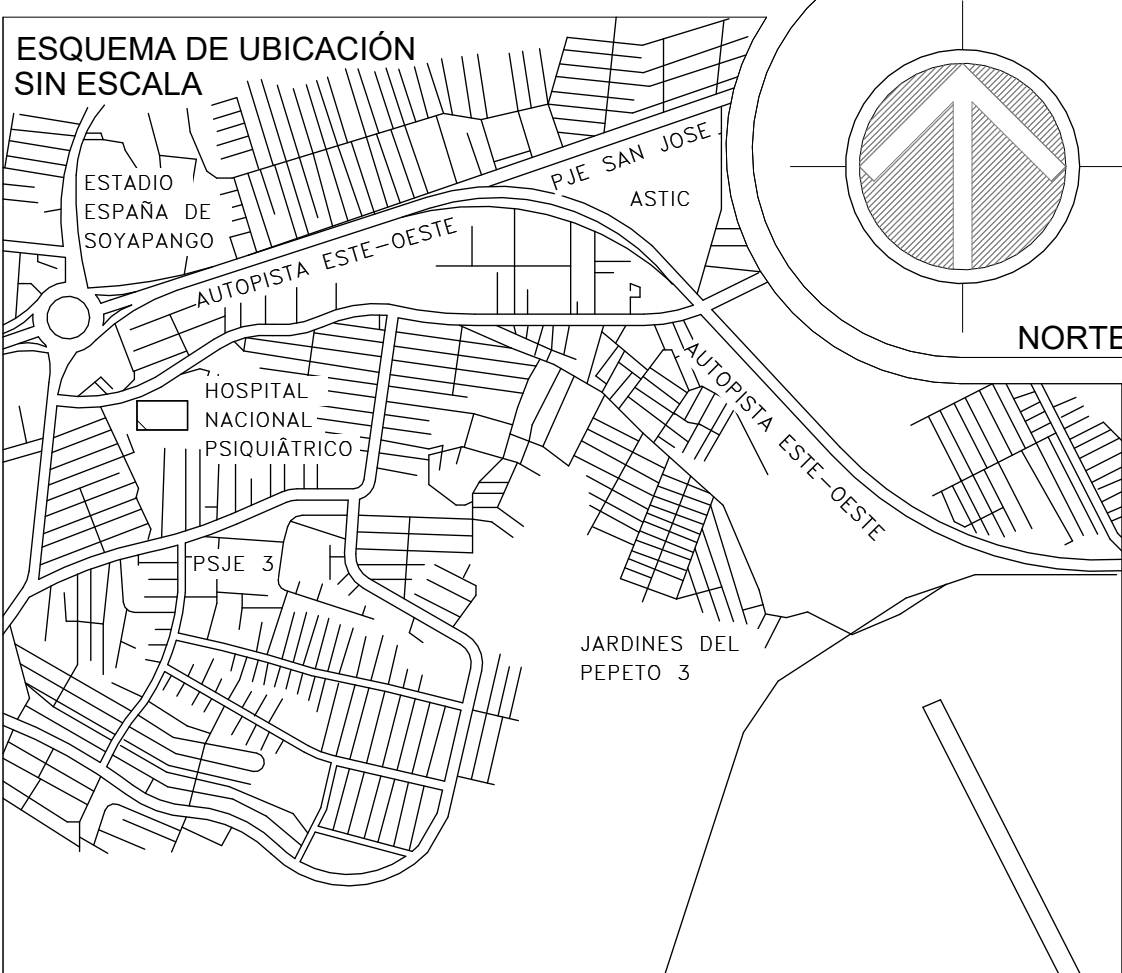 ESQUEMA DE UBICACIÓN
SIN ESCALA
PJE SAN JOSE
ASTIC
ESTADIO
ESPAÑA DE
SOYAPANGO
AUTOPISTA ESTE-OESTE
NORTE
HOSPITAL
NACIONAL
PSIQUIÂTRICO
AUTOPISTA ESTE-OESTE
PSJE 3
JARDINES DEL
PEPETO 3